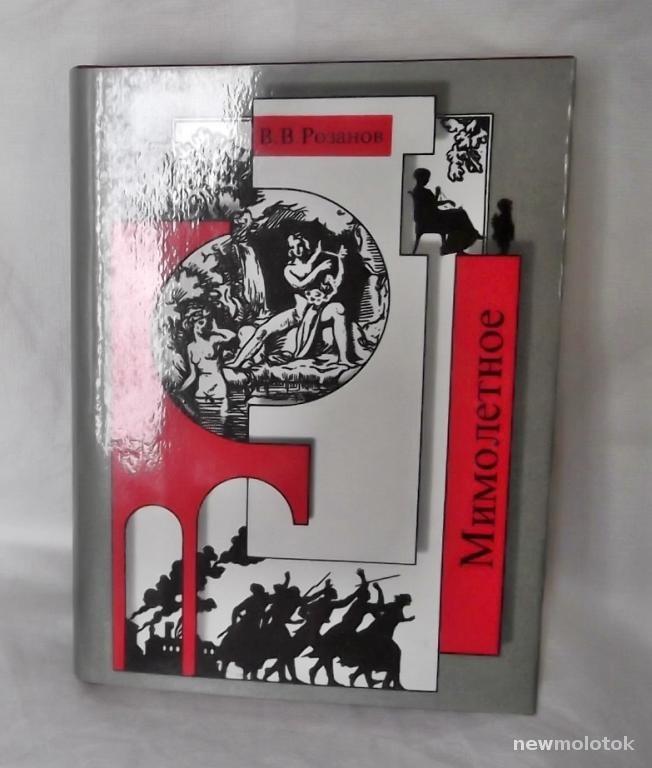 В.В Розанов
Мимолетное
newmolotok